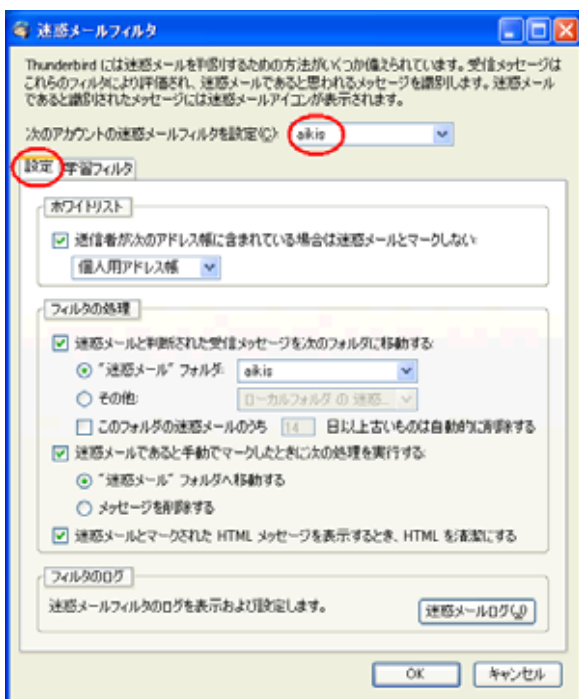 迷惑メールフィルタ
Thunderbird には迷惑メールを判別するための方法がいくつか備えられています。受信メッセージは
これらのフィルタにより評価され、迷惑メールであると思われるメッセージを識別します。迷惑メール
であると識別されたメッセージには迷惑メールアイコンが表示されます。
次のアカウントの迷惑メールフィルタを設定(C): aikis
設定 学習フィルタ
ホワイトリスト
送信者が次のアドレス帳に含まれている場合は迷惑メールとマークしない:
個人用アドレス帳
フィルタの処理
迷惑メールと判断された受信メッセージを次のフォルダに移動する:
"迷惑メール" フォルダ: aikis
その他: ローカルフォルダ の 迷惑...
このフォルダの迷惑メールのうち 14 日以上古いものは自動的に削除する
迷惑メールであると手動でマークしたときに次の処理を実行する:
"迷惑メール" フォルダへ移動する
メッセージを削除する
迷惑メールとマークされた HTML メッセージを表示するとき、HTML を清潔にする
フィルタのログ
迷惑メールフィルタのログを表示および設定します。 迷惑メールログ(J)
OK キャンセル